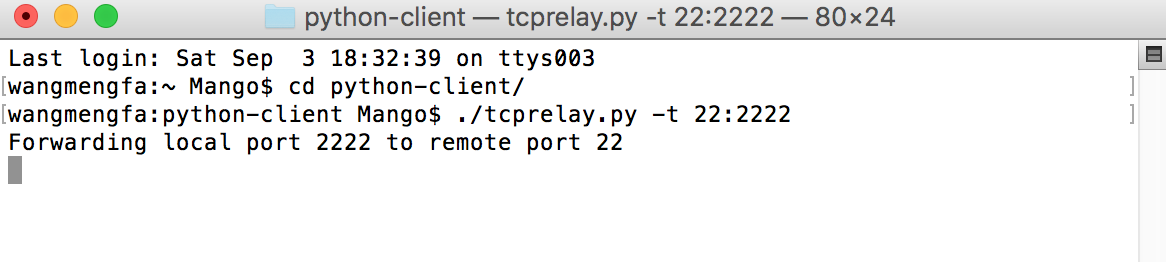 python-client — tcprelay.py -t 22:2222 — 80×24
Last login: Sat Sep  3 18:32:39 on ttys003
[wangmengfa:~ Mango$ cd python-client/ ]
[wangmengfa:python-client Mango$ ./tcprelay.py -t 22:2222 ]
Forwarding local port 2222 to remote port 22